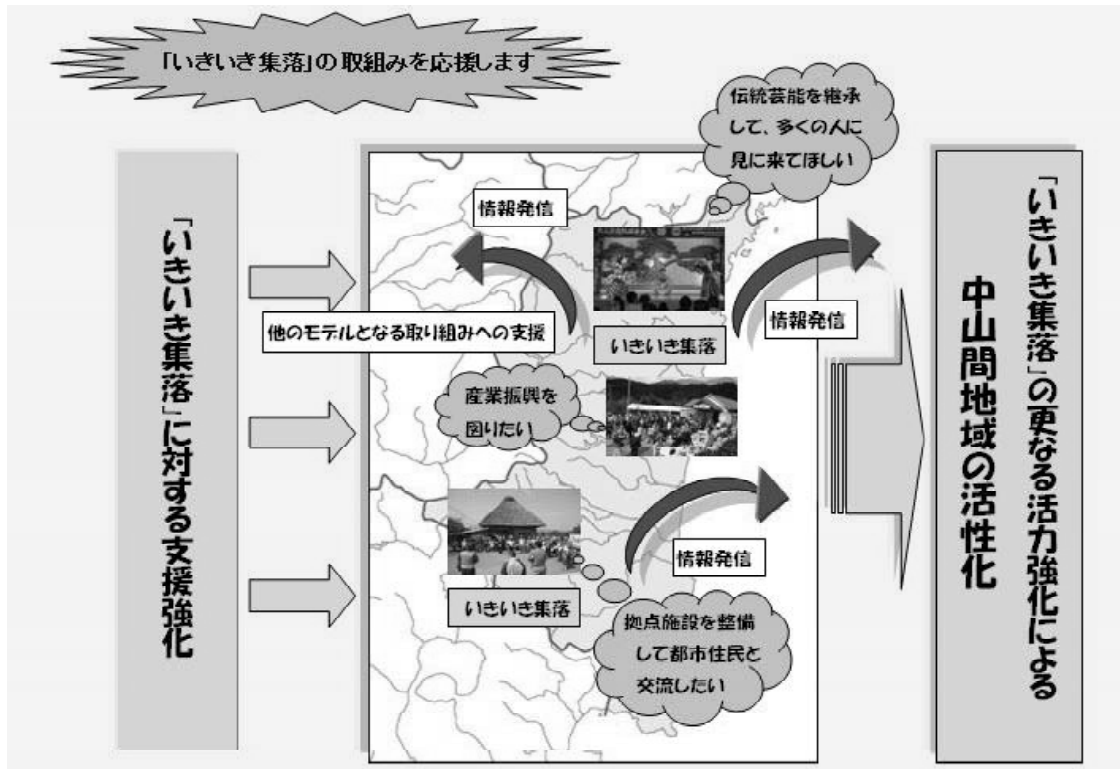 「いきいき集落」の取組みを応援します
伝統芸能を継承
して、多くの人に
見に来てほしい
「いきいき集落」に対する支援強化
情報発信
情報発信
他のモデルとなる取り組みへの支援
いきいき集落
産業振興を
図りたい
情報発信
いきいき集落
拠点施設を整備
して都市住民と
交流したい
「いきいき集落」の更なる活力強化による
中山間地域の活性化